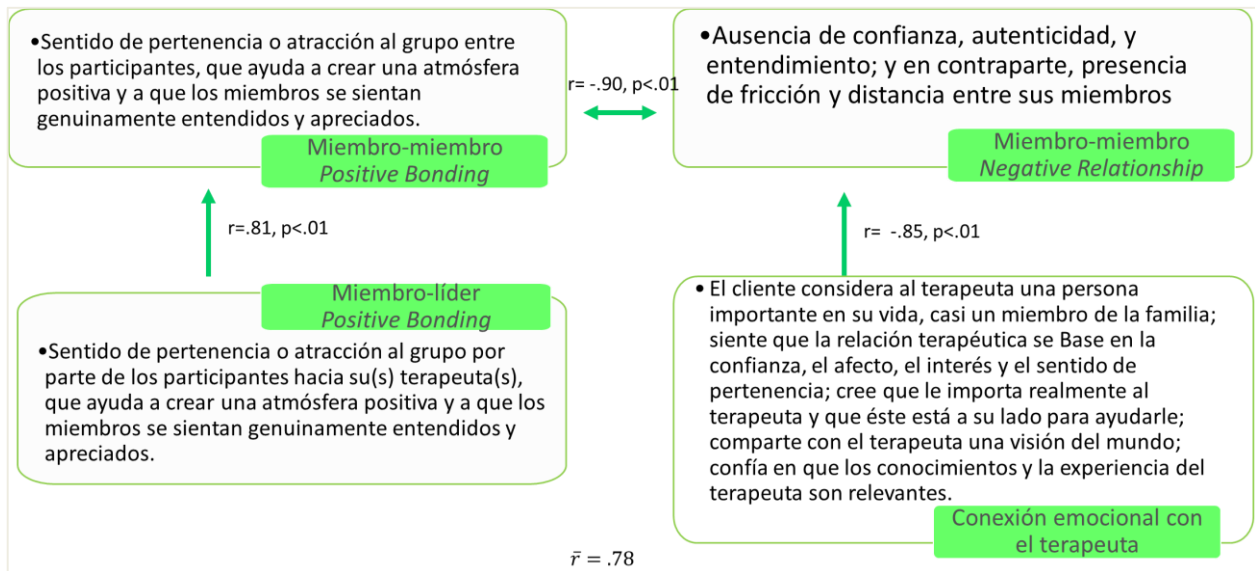 •Sentido de pertenencia o atracción al grupo entre
los participantes, que ayuda a crear una atmósfera
positiva y a que los miembros se sientan
genuinamente entendidos y apreciados.
Miembro-miembro
Positive Bonding
r= -.90, p<.01
•Ausencia de confianza, autenticidad, y
entendimiento; y en contraparte, presencia
de fricción y distancia entre sus miembros
Miembro-miembro
Negative Relationship
r=.81, p<.01
r= -.85, p<.01
Miembro-líder
Positive Bonding
•Sentido de pertenencia o atracción al grupo por
parte de los participantes hacia su(s) terapeuta(s),
que ayuda a crear una atmósfera positiva y a que los
miembros se sientan genuinamente entendidos y
apreciados.
• El cliente considera al terapeuta una persona
importante en su vida, casi un miembro de la familia;
siente que la relación terapéutica se Base en la
confianza, el afecto, el interés y el sentido de
pertenencia; cree que le importa realmente al
terapeuta y que éste está a su lado para ayudarle;
comparte con el terapeuta una visión del mundo;
confía en que los conocimientos y la experiencia del
terapeuta son relevantes.
Conexión emocional con
el terapeuta
r̄ = .78